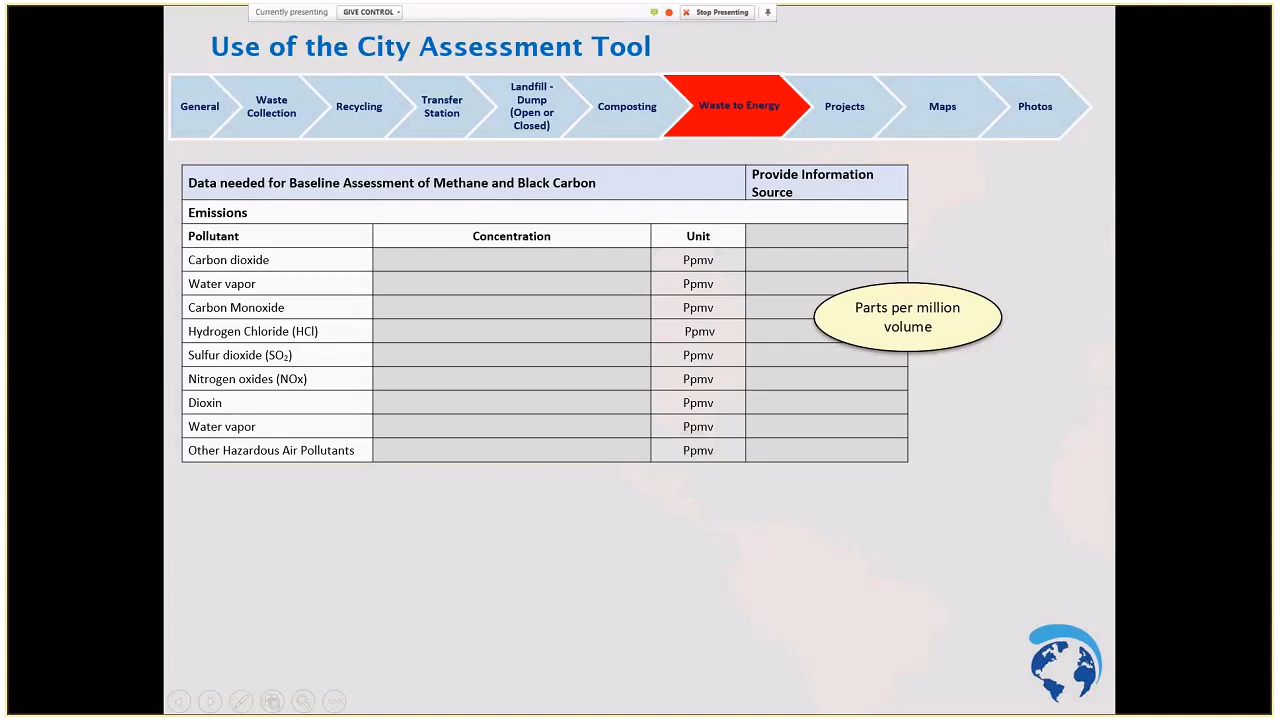 Currently presenting GIVE CONTROL Stop Presenting
Use of the City Assessment Tool
General
Waste
Collection
Recycling
Transfer
Station
Landfill -
Dump
(Open or
Closed)
Composting
Waste to Energy
Projects
Maps
Photos
Data needed for Baseline Assessment of Methane and Black Carbon
Provide Information
Source
Emissions
Pollutant Concentration Unit
Carbon dioxide Ppmv
Water vapor Ppmv
Carbon Monoxide Ppmv
Hydrogen Chloride (HCl) Ppmv
Sulfur dioxide (SO₂) Ppmv
Nitrogen oxides (NOx) Ppmv
Dioxin Ppmv
Water vapor Ppmv
Other Hazardous Air Pollutants Ppmv
Parts per million
volume